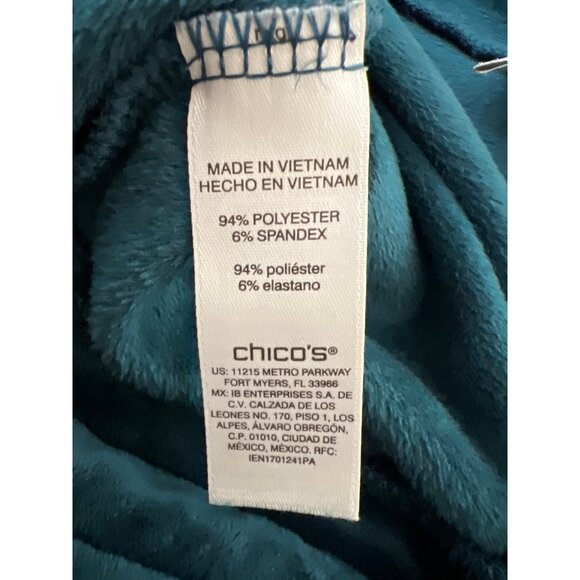 MADE IN VIETNAM
HECHO EN VIETNAM
94% POLYESTER
6% SPANDEX
94% poliéster
6% elastano
chico's®
US: 11215 METRO PARKWAY
FORT MYERS, FL 33966
MX: IB ENTERPRISES S.A. DE
C.V. CALZADA DE LOS
LEONES NO. 170, PISO 1, LOS
ALPES, ÁLVARO OBREGÓN,
C.P. 01010, CIUDAD DE
MÉXICO, MÉXICO. RFC:
IEN1701241PA